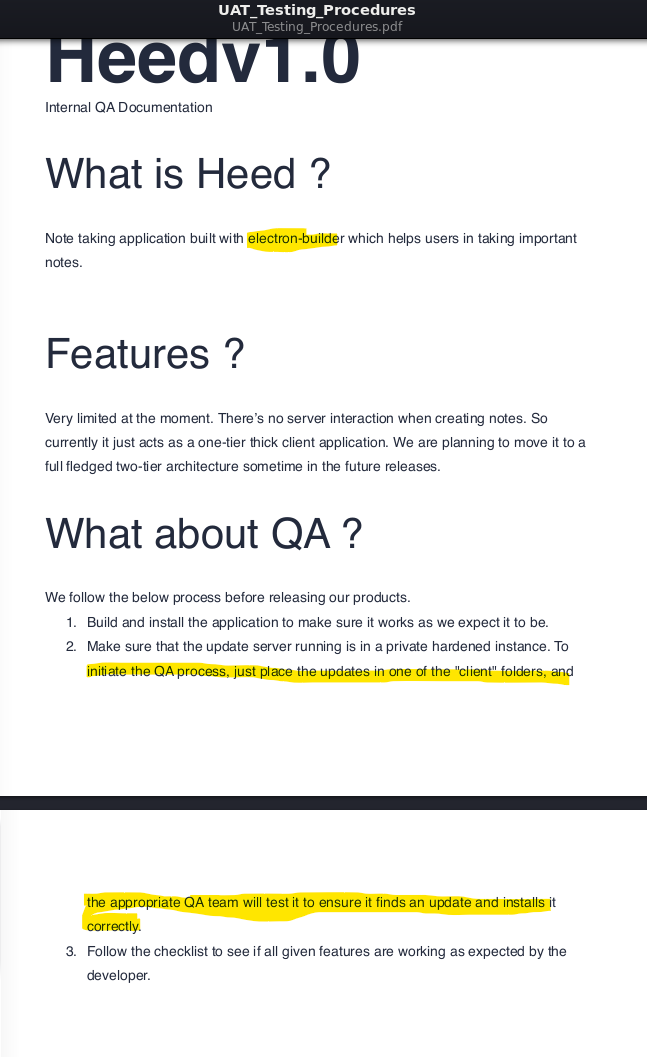 UAT_Testing_Procedures
UAT_Testing_Procedures.pdf
Heedv1.0
Internal QA Documentation
What is Heed ?
Note taking application built with electron-builder which helps users in taking important
notes.
Features ?
Very limited at the moment. There's no server interaction when creating notes. So
currently it just acts as a one-tier thick client application. We are planning to move it to a
full fledged two-tier architecture sometime in the future releases.
What about QA ?
We follow the below process before releasing our products.
1. Build and install the application to make sure it works as we expect it to be.
2. Make sure that the update server running is in a private hardened instance. To
initiate the QA process, just place the updates in one of the "client" folders, and
the appropriate QA team will test it to ensure it finds an update and installs it
correctly.
3. Follow the checklist to see if all given features are working as expected by the
developer.